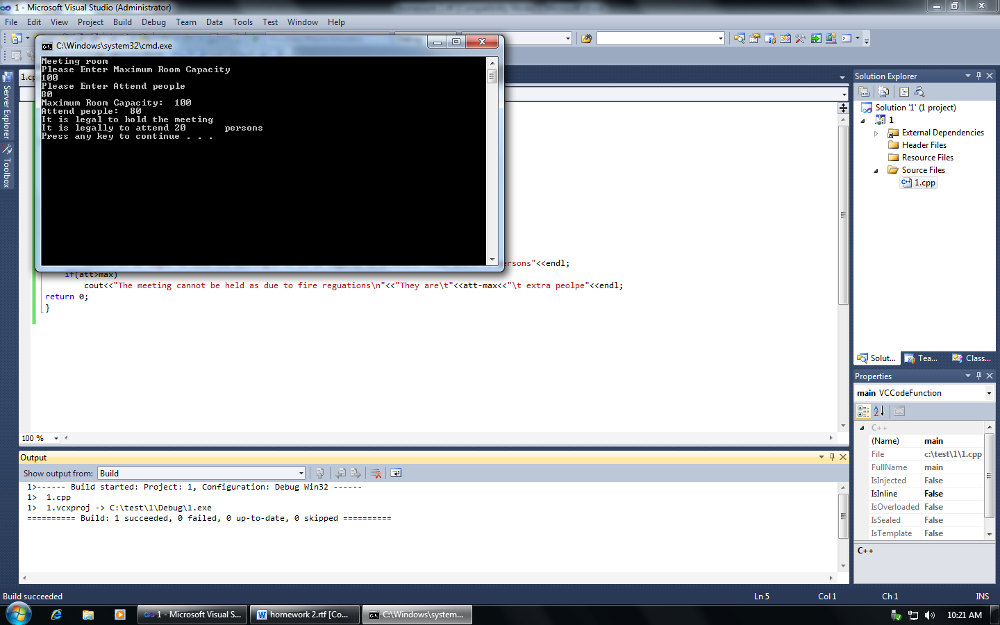 1 - Microsoft Visual Studio (Administrator)
File Edit View Project Build Debug Team Data Tools Test Window Help
C:\Windows\system32\cmd.exe
Meeting room
Please Enter Maximum Room Capacity
100
Please Enter Attend people
80
Maximum Room Capacity:  100
Attend people:  80
It is legal to hold the meeting
It is legally to attend 20       persons
Press any key to continue . . .
1.cp
Server Explorer
Toolbox
ersons"<<endl;
if(att>max)
cout<<"The meeting cannot be held as due to fire reguations\n"<<"They are\t"<<att-max<<"\t extra peolpe"<<endl;
return 0;
}
100 %
Solution Explorer
Solution '1' (1 project)
1
External Dependencies
Header Files
Resource Files
Source Files
1.cpp
Solut... Tea... Class...
Properties
main VCCodeFunction
C++
(Name) main
File c:\test\1\1.cpp
FullName main
IsInjected False
IsInline False
IsOverloaded False
IsSealed False
IsTemplate False
C++
Output
Show output from: Build
1>------ Build started: Project: 1, Configuration: Debug Win32 ------
1>  1.cpp
1>  1.vcxproj -> C:\test\1\Debug\1.exe
========== Build: 1 succeeded, 0 failed, 0 up-to-date, 0 skipped ==========
Build succeeded Ln 5 Col 1 Ch 1 INS
1 - Microsoft Visual S... homework 2.rtf [Co... C:\Windows\system... 10:21 AM